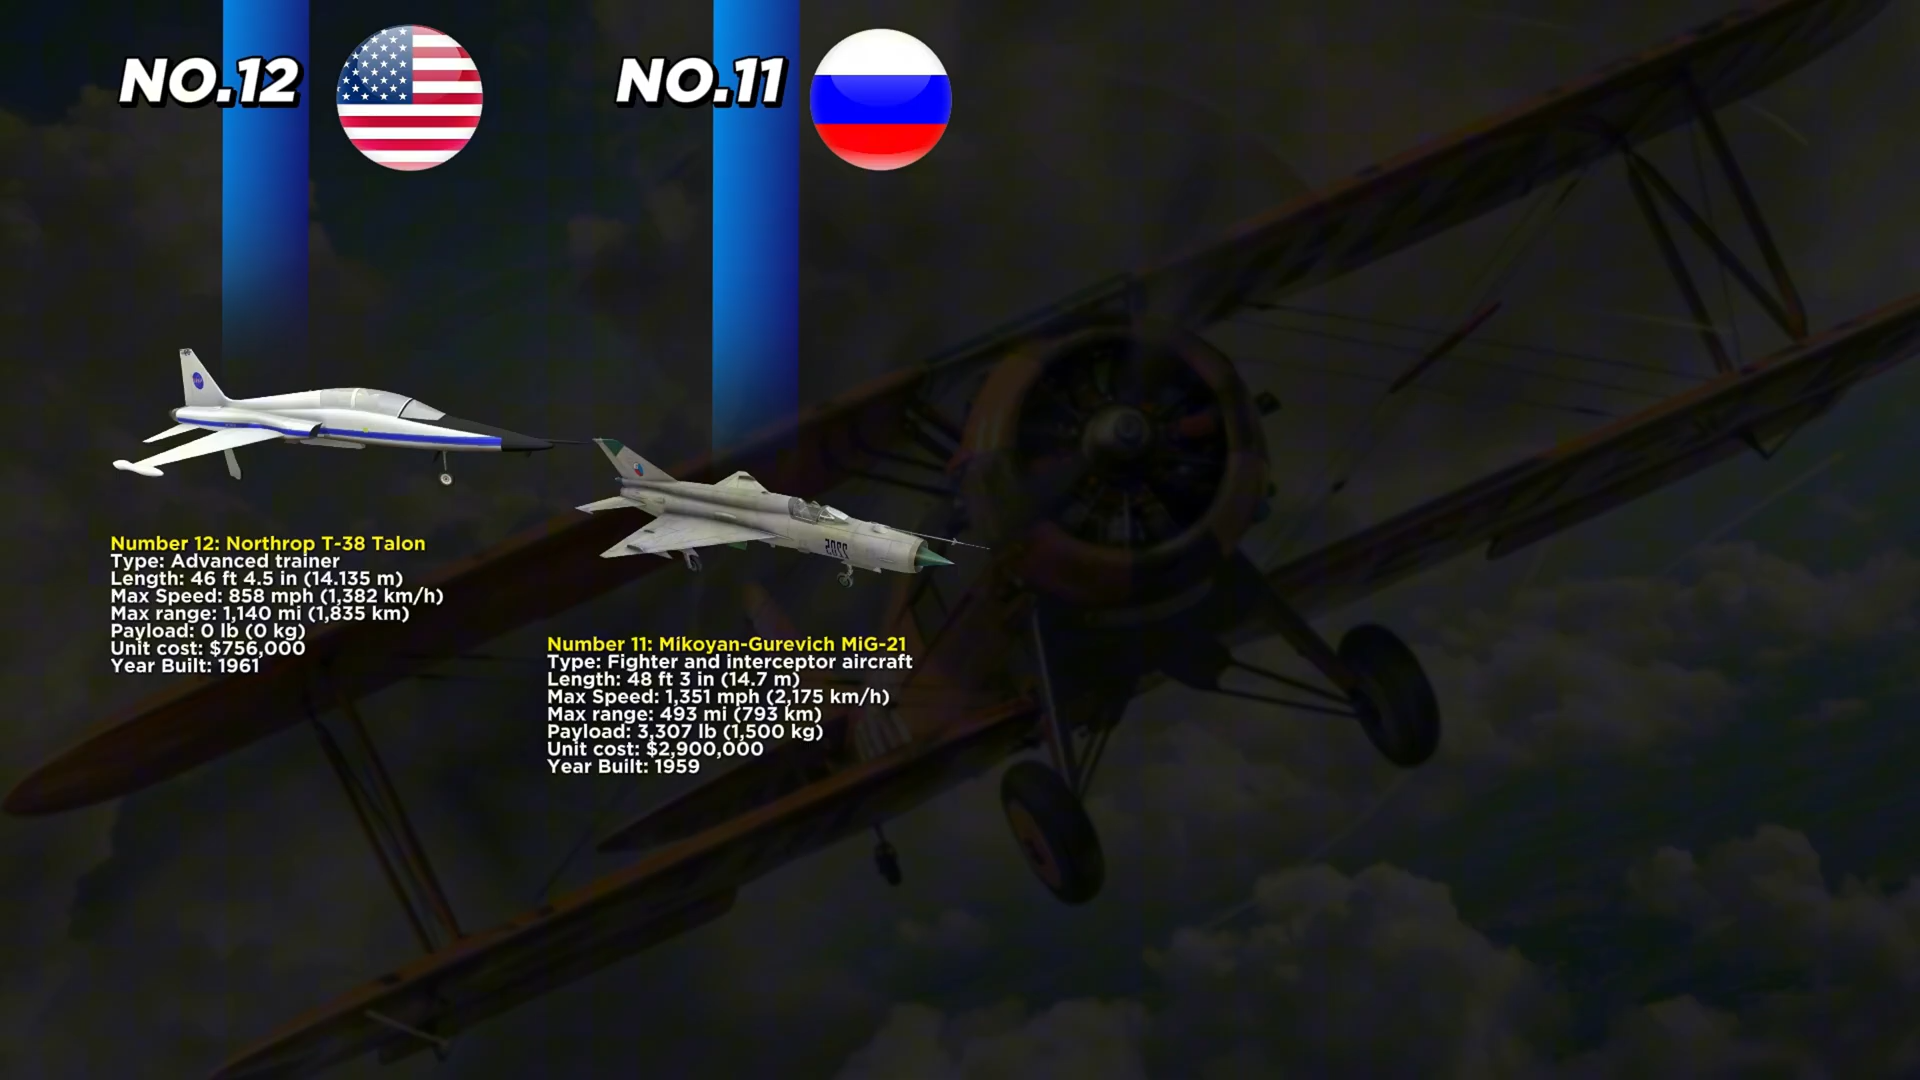 NO.12
NO.11
Number 12: Northrop T-38 Talon
Type: Advanced trainer
Length: 46 ft 4.5 in (14.135 m)
Max Speed: 858 mph (1,382 km/h)
Max range: 1,140 mi (1,835 km)
Payload: 0 lb (0 kg)
Unit cost: $756,000
Year Built: 1961
Number 11: Mikoyan-Gurevich MiG-21
Type: Fighter and interceptor aircraft
Length: 48 ft 3 in (14.7 m)
Max Speed: 1,351 mph (2,175 km/h)
Max range: 493 mi (793 km)
Payload: 3,307 lb (1,500 kg)
Unit cost: $2,900,000
Year Built: 1959